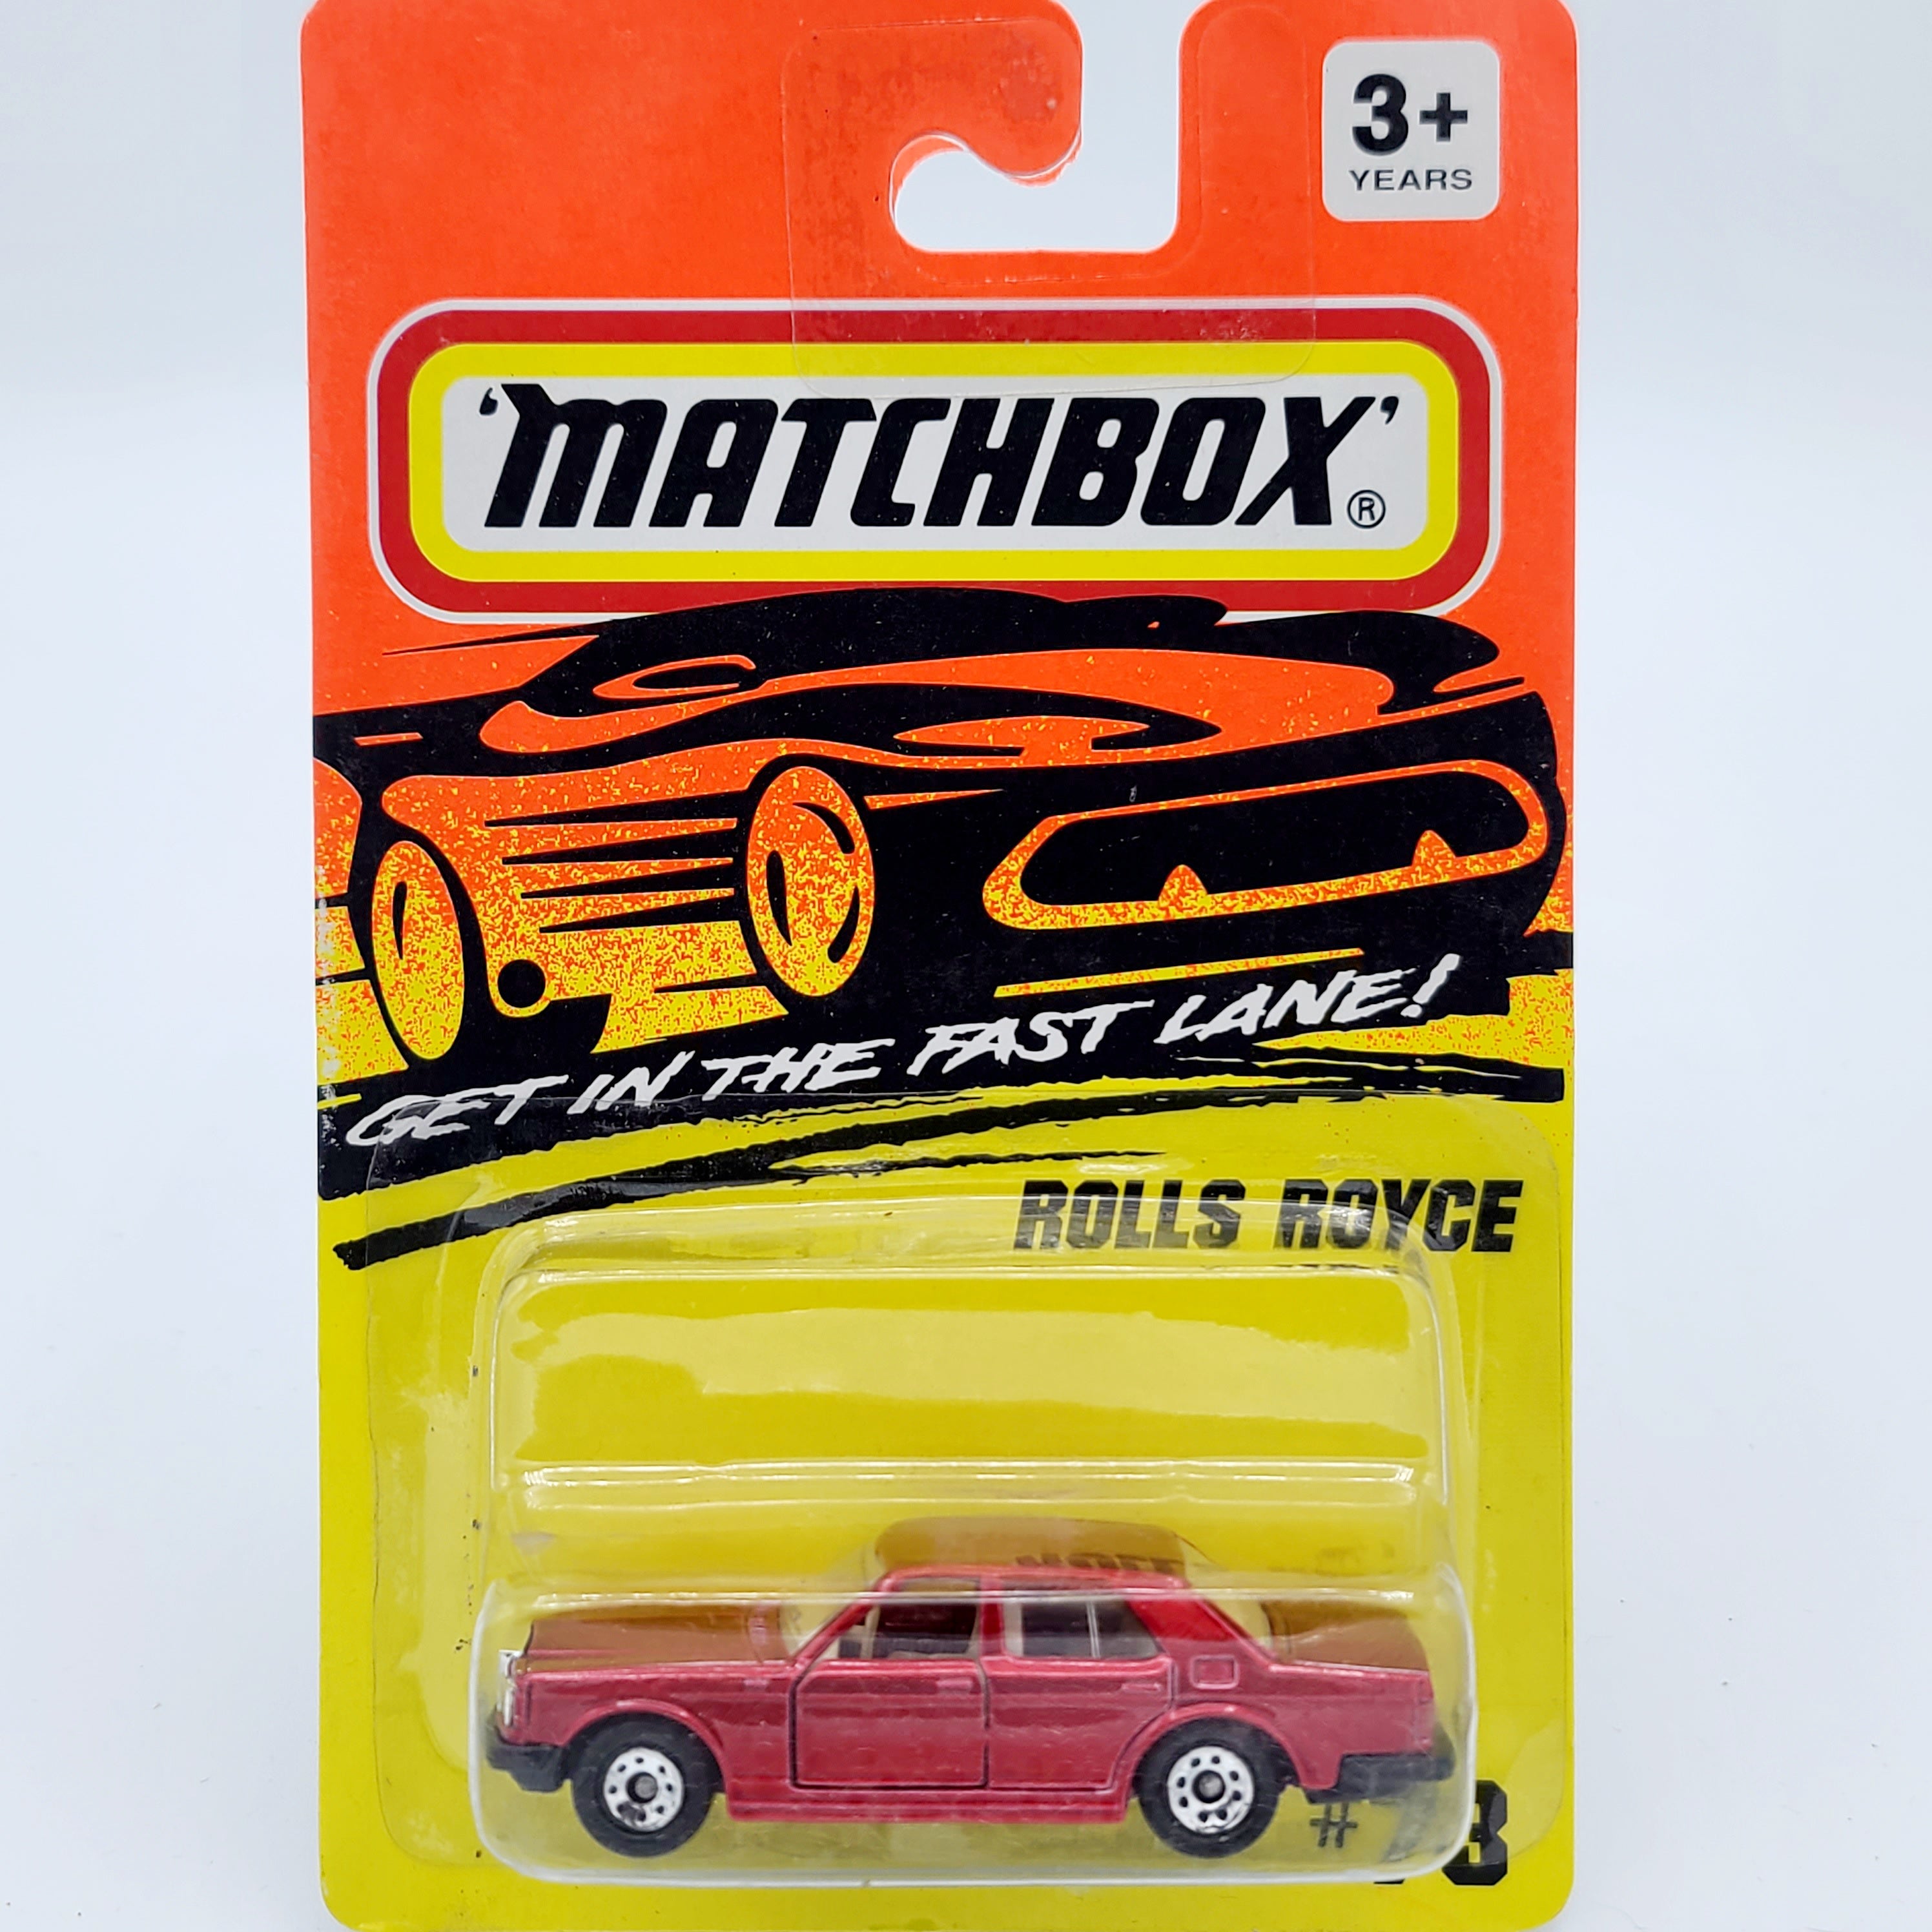 3+
YEARS
'MATCHBOX'®
GET IN THE FAST LANE!
ROLLS ROYCE
#